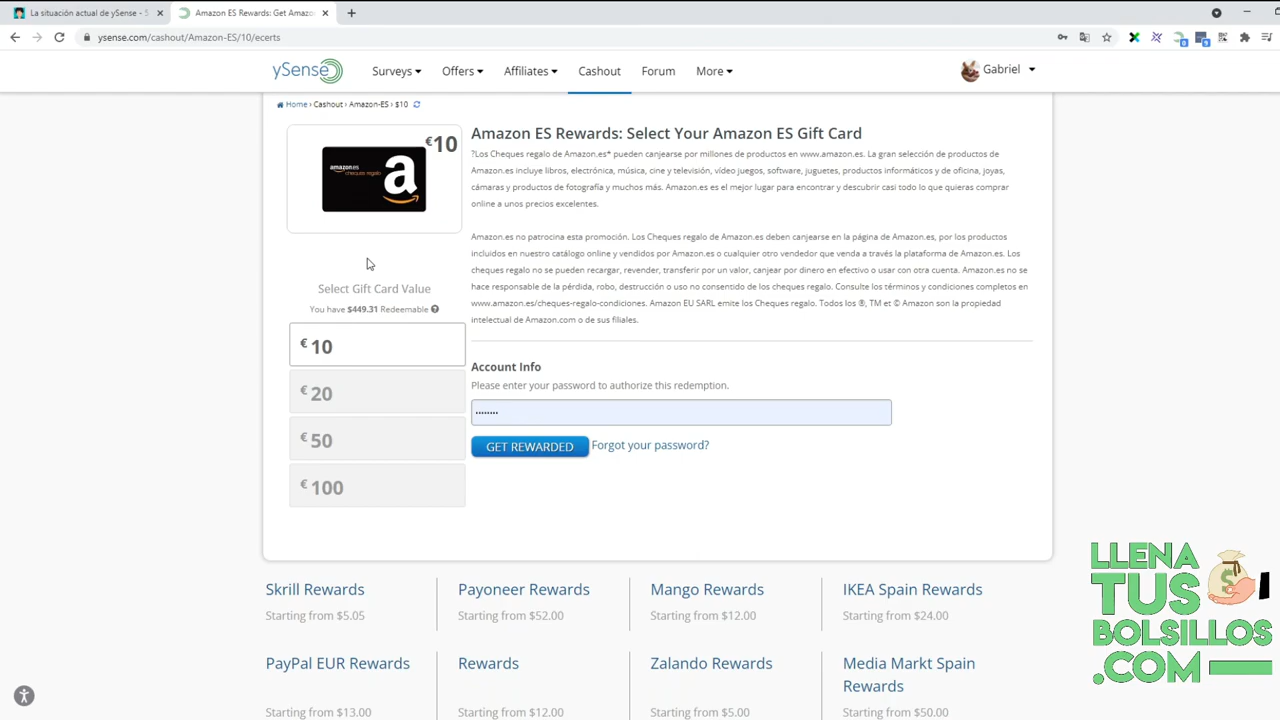 La situación actual de ySense - S
Amazon ES Rewards: Get Amazo
ysense.com/cashout/Amazon-ES/10/ecerts
ySense
Surveys
Offers
Affiliates
Cashout
Forum
More
Gabriel
Home › Cashout › Amazon-ES › $10
€10
amazon.es
cheques regalo
a
Amazon ES Rewards: Select Your Amazon ES Gift Card
?Los Cheques regalo de Amazon.es* pueden canjearse por millones de productos en www.amazon.es. La gran selección de productos de
Amazon.es incluye libros, electrónica, música, cine y televisión, vídeo juegos, software, juguetes, productos informáticos y de oficina, joyas,
cámaras y productos de fotografía y muchos más. Amazon.es es el mejor lugar para encontrar y descubrir casi todo lo que quieras comprar
online a unos precios excelentes.
Amazon.es no patrocina esta promoción. Los Cheques regalo de Amazon.es deben canjearse en la página de Amazon.es, por los productos
incluidos en nuestro catálogo online y vendidos por Amazon.es o cualquier otro vendedor que venda a través la plataforma de Amazon.es. Los
cheques regalo no se pueden recargar, revender, transferir por un valor, canjear por dinero en efectivo o usar con otra cuenta. Amazon.es no se
hace responsable de la pérdida, robo, destrucción o uso no consentido de los cheques regalo. Consulte los términos y condiciones completos en
www.amazon.es/cheques-regalo-condiciones. Amazon EU SARL emite los Cheques regalo. Todos los ®, TM et © Amazon son la propiedad
intelectual de Amazon.com o de sus filiales.
Select Gift Card Value
You have $449.31 Redeemable
€ 10
€ 20
€ 50
€ 100
Account Info
Please enter your password to authorize this redemption.
........
GET REWARDED
Forgot your password?
Skrill Rewards
Starting from $5.05
Payoneer Rewards
Starting from $52.00
Mango Rewards
Starting from $12.00
IKEA Spain Rewards
Starting from $24.00
PayPal EUR Rewards
Starting from $13.00
Rewards
Starting from $12.00
Zalando Rewards
Starting from $5.00
Media Markt Spain
Rewards
Starting from $50.00
LLENA
TUS
BOLSILLOS
.COM